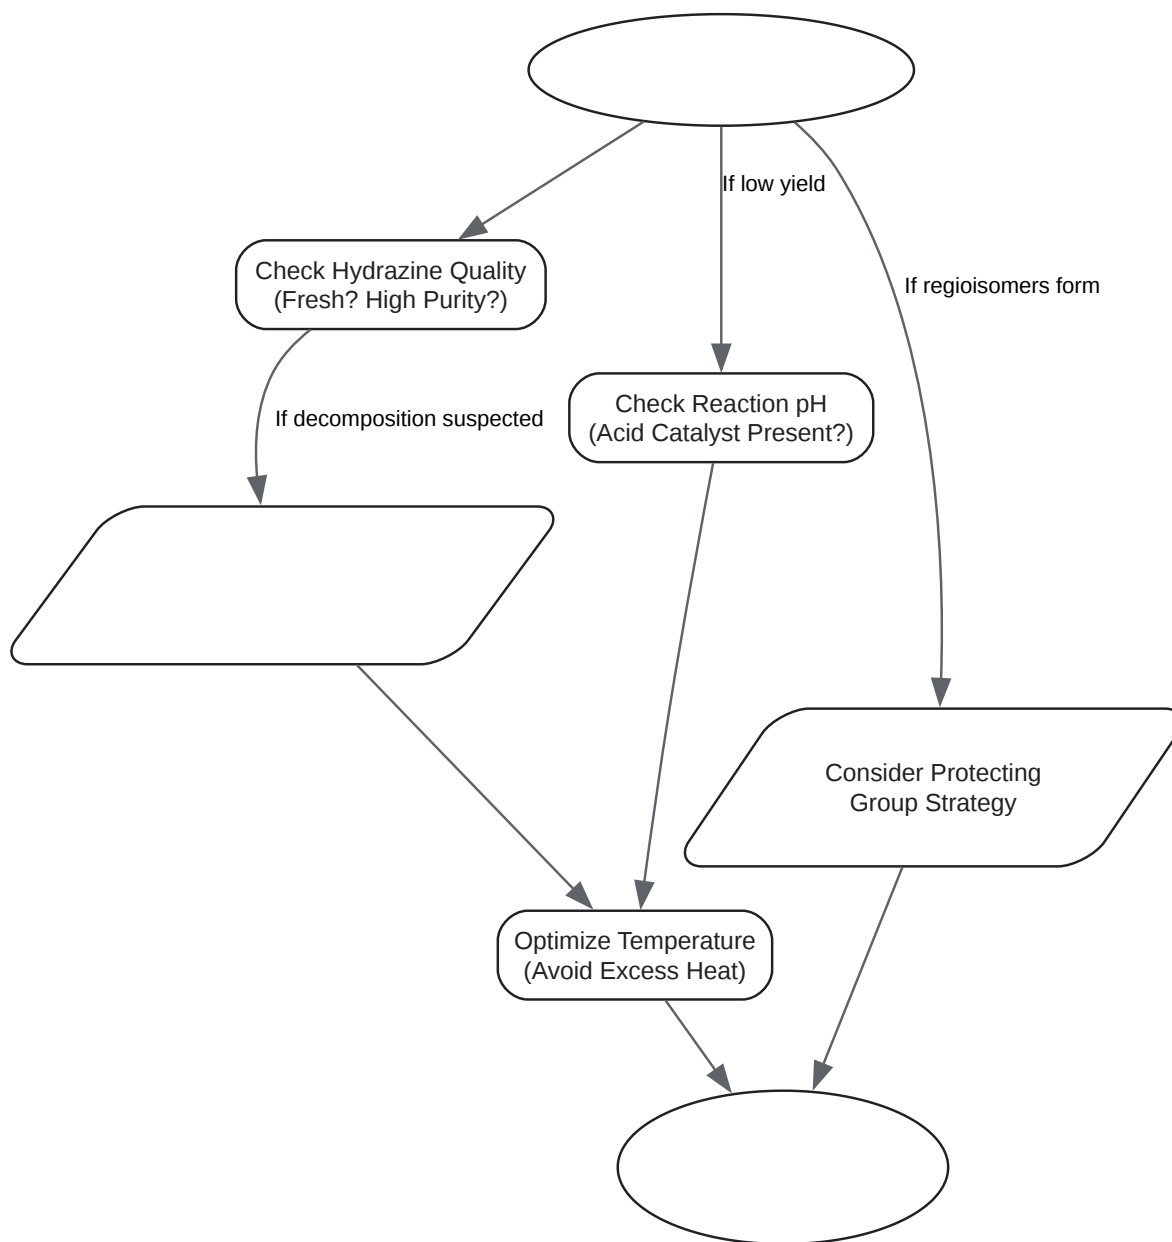 If low yield
Check Hydrazine Quality
(Fresh? High Purity?)
If regioisomers form
Check Reaction pH
(Acid Catalyst Present?)
If decomposition suspected
Consider Protecting
Group Strategy
Optimize Temperature
(Avoid Excess Heat)